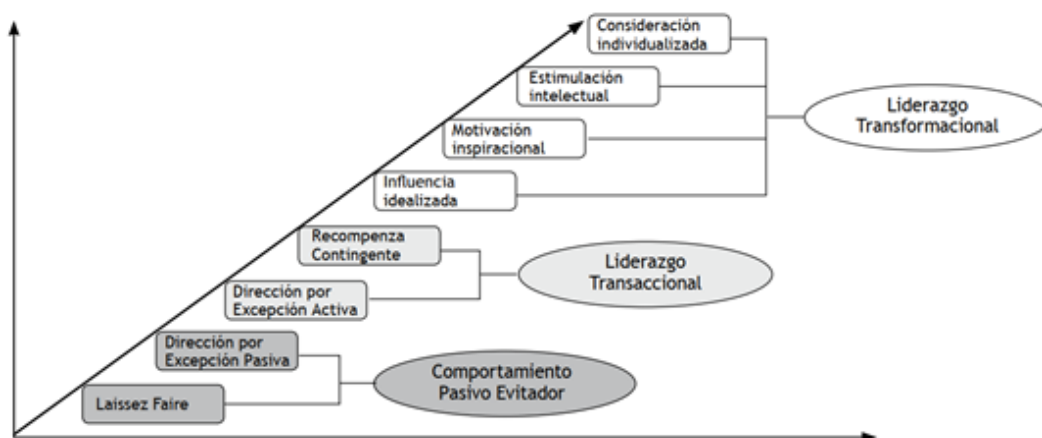 Consideración
individualizada
Estimulación
intelectual
Liderazgo
Transformacional
Motivación
inspiracional
Influencia
idealizada
Recompenza
Contingente
Liderazgo
Transaccional
Dirección por
Excepción Activa
Dirección por
Excepción Pasiva
Comportamiento
Pasivo Evitador
Laissez Faire